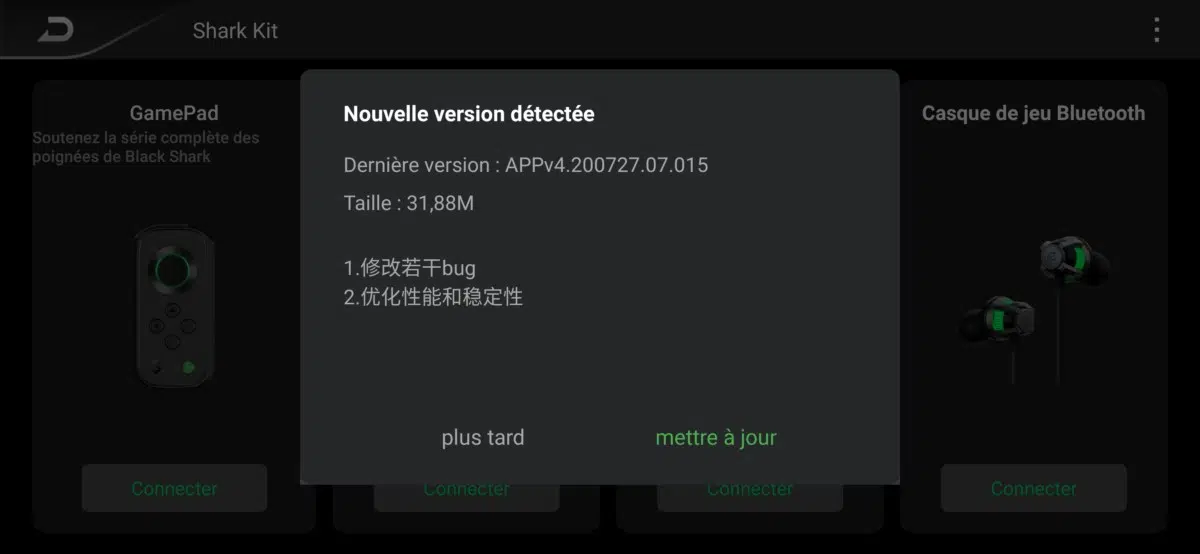 Shark Kit
GamePad
Soutenez la série complète des
poignées de Black Shark
Nouvelle version détectée
Dernière version : APPv4.200727.07.015
Taille : 31,88M
1.修改若干bug
2.优化性能和稳定性
plus tard
mettre à jour
Casque de jeu Bluetooth
Connecter
Connecter
Connecter
Connecter